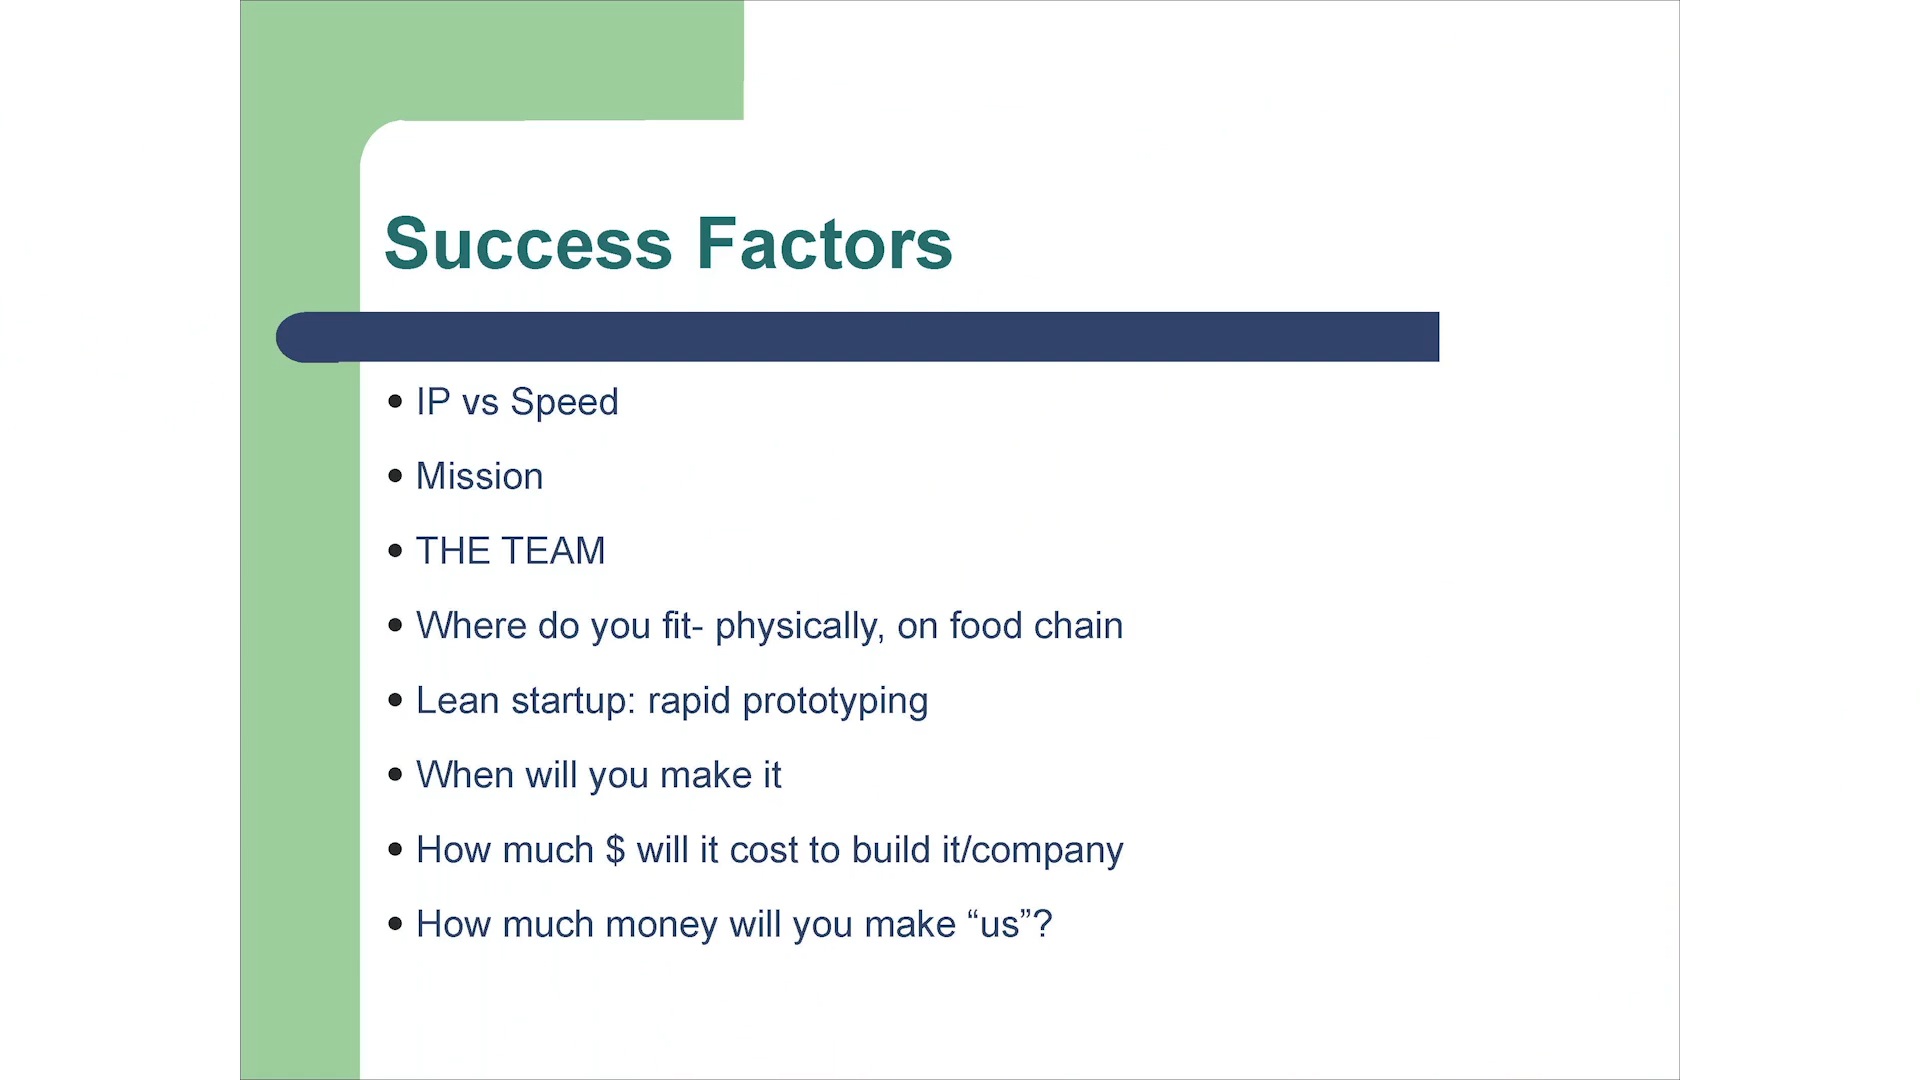 Success Factors
• IP vs Speed
• Mission
• THE TEAM
• Where do you fit- physically, on food chain
• Lean startup: rapid prototyping
• When will you make it
• How much $ will it cost to build it/company
• How much money will you make “us”?